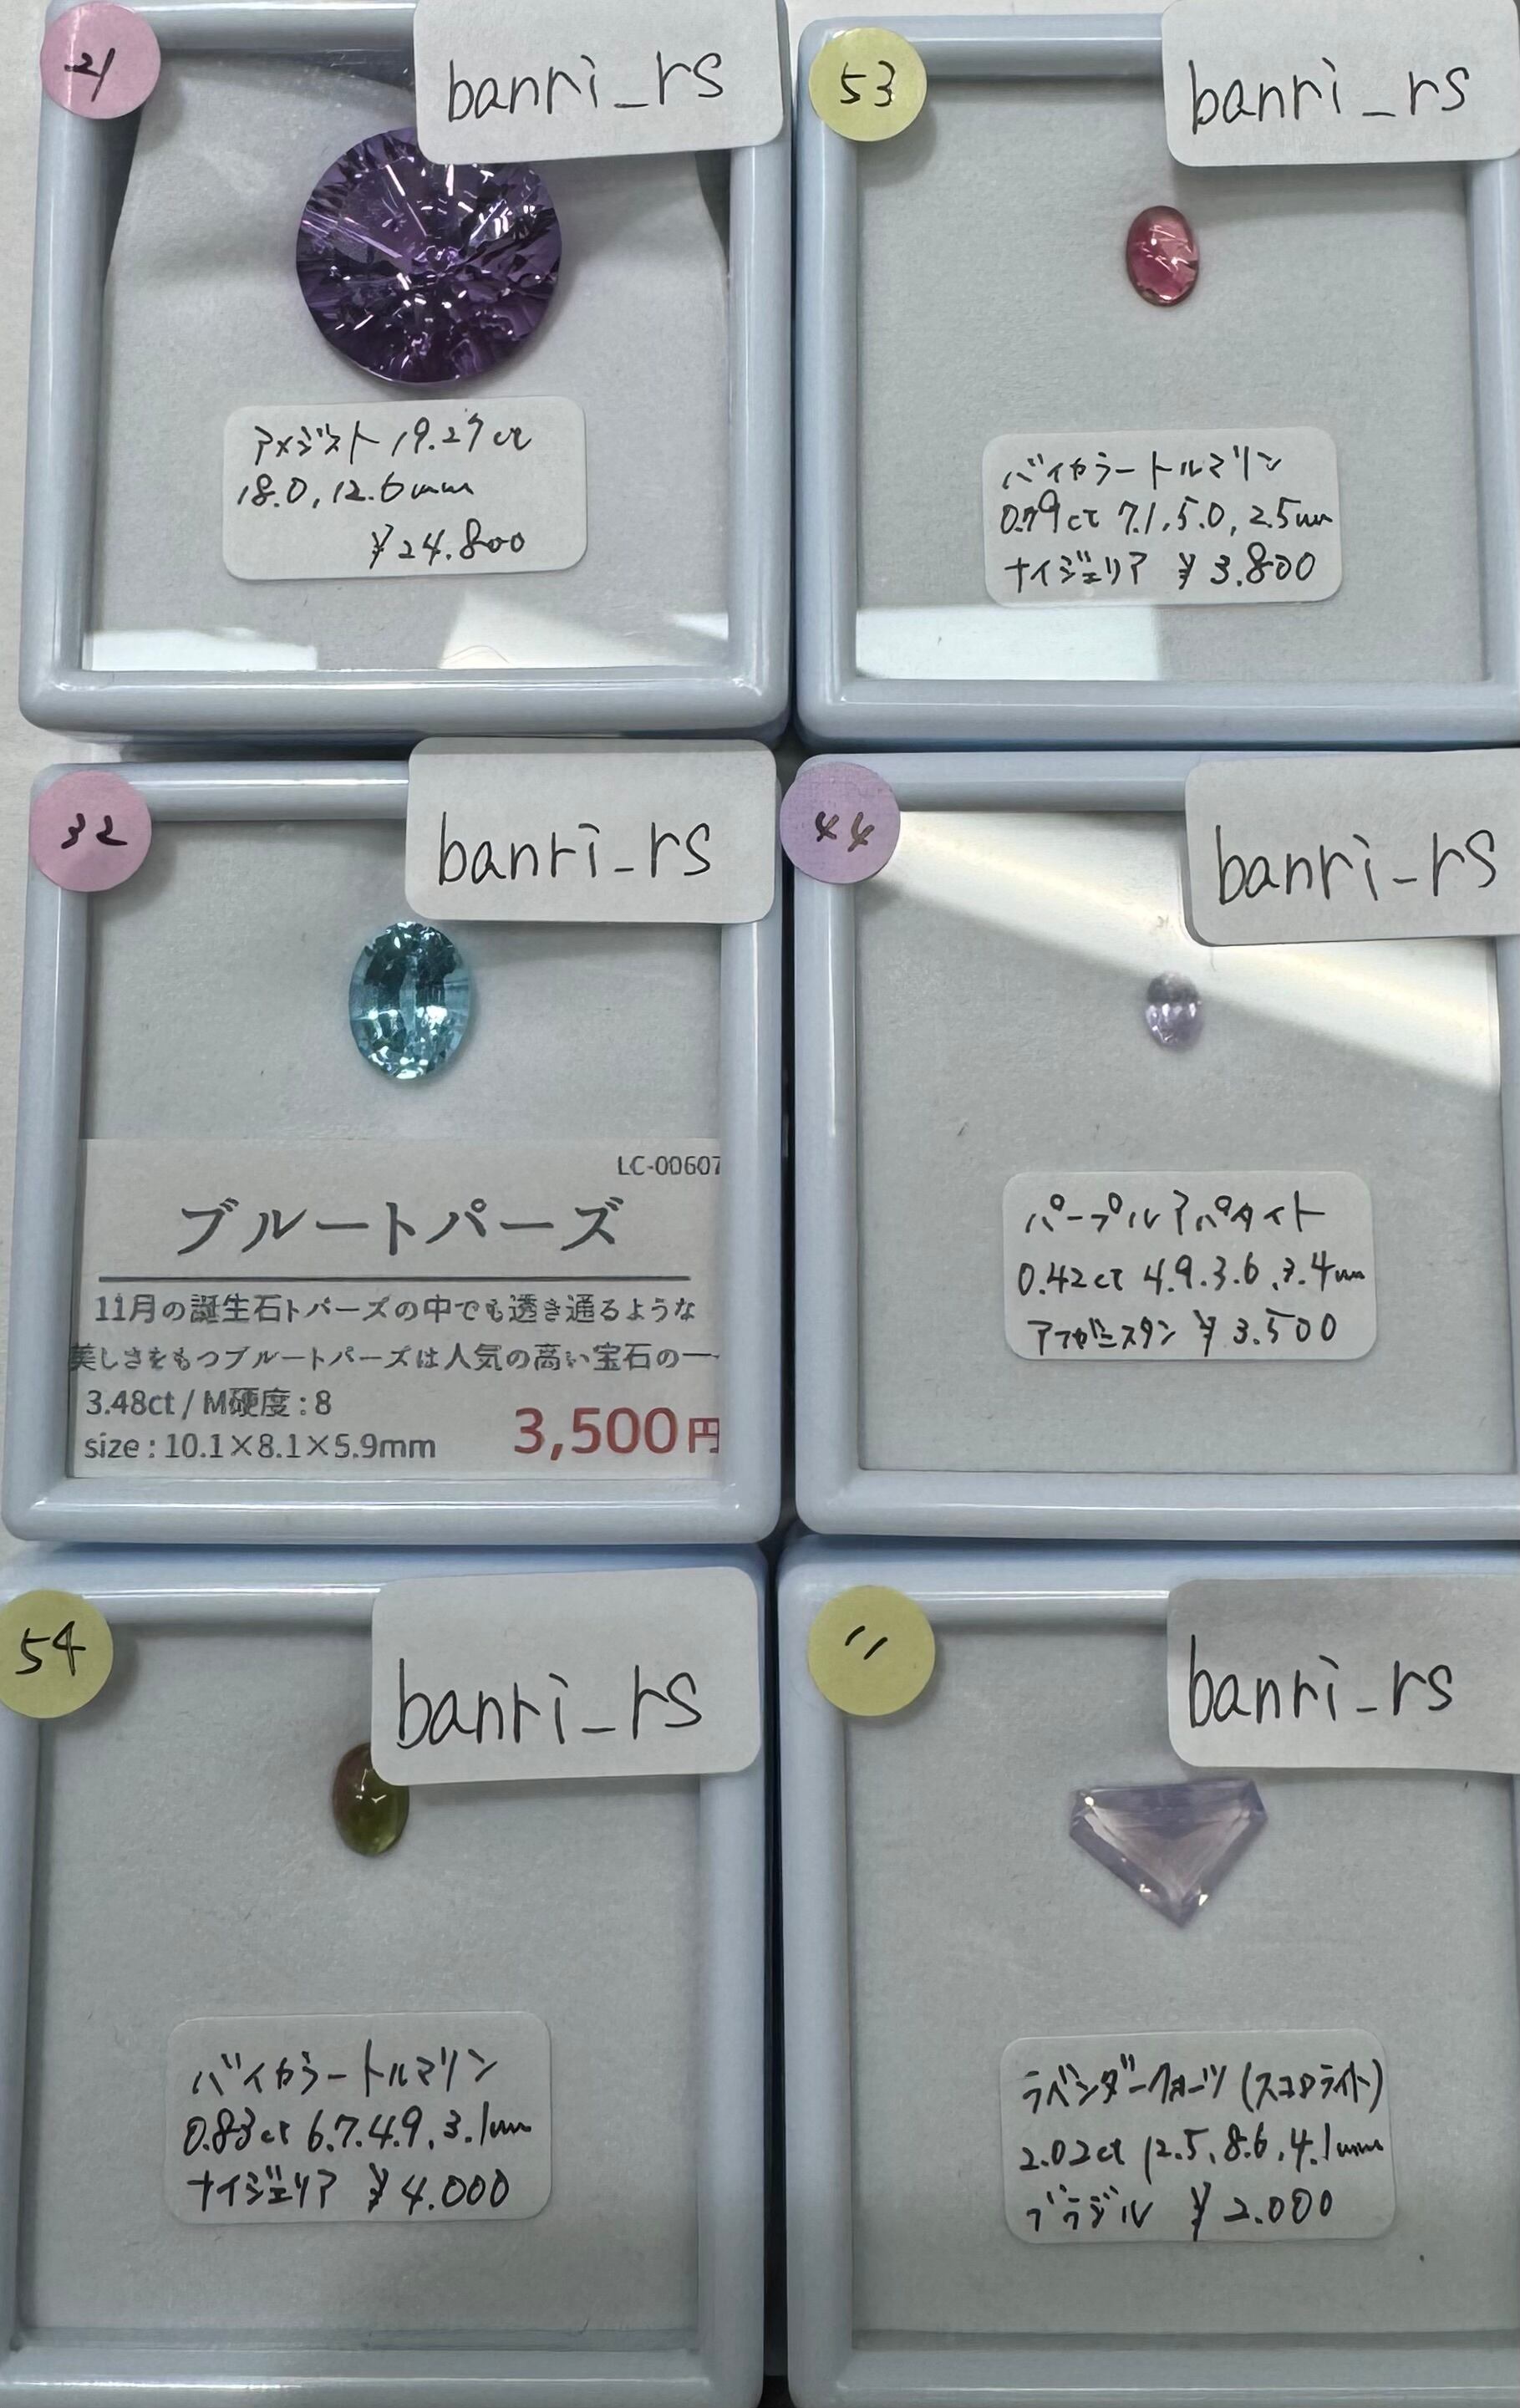 21
banri_rs
アメジスト 19.27ct
18.0, 12.6mm
¥24.800
53
banri_rs
バイカラートルマリン
0.79ct 7.1, 5.0, 2.5mm
ナイジェリア ¥3.800
32
banri_rs
LC-00607
ブルートパーズ
11月の誕生石トパーズの中でも透き通るような
美しさをもつブルートパーズは人気の高い宝石の一
3.48ct / M硬度 : 8
size : 10.1×8.1×5.9mm
3,500円
44
banri_rs
パープルアパタイト
0.42ct 4.9.3.6.3.4mm
アフガニスタン ¥3.500
54
banri_rs
バイカラートルマリン
0.83ct 6.7.4.9.3.1mm
ナイジェリア ¥4.000
11
banri_rs
ラベンダークォーツ (スコロライト)
2.02ct 12.5, 8.6, 4.1mm
ブラジル ¥2.000